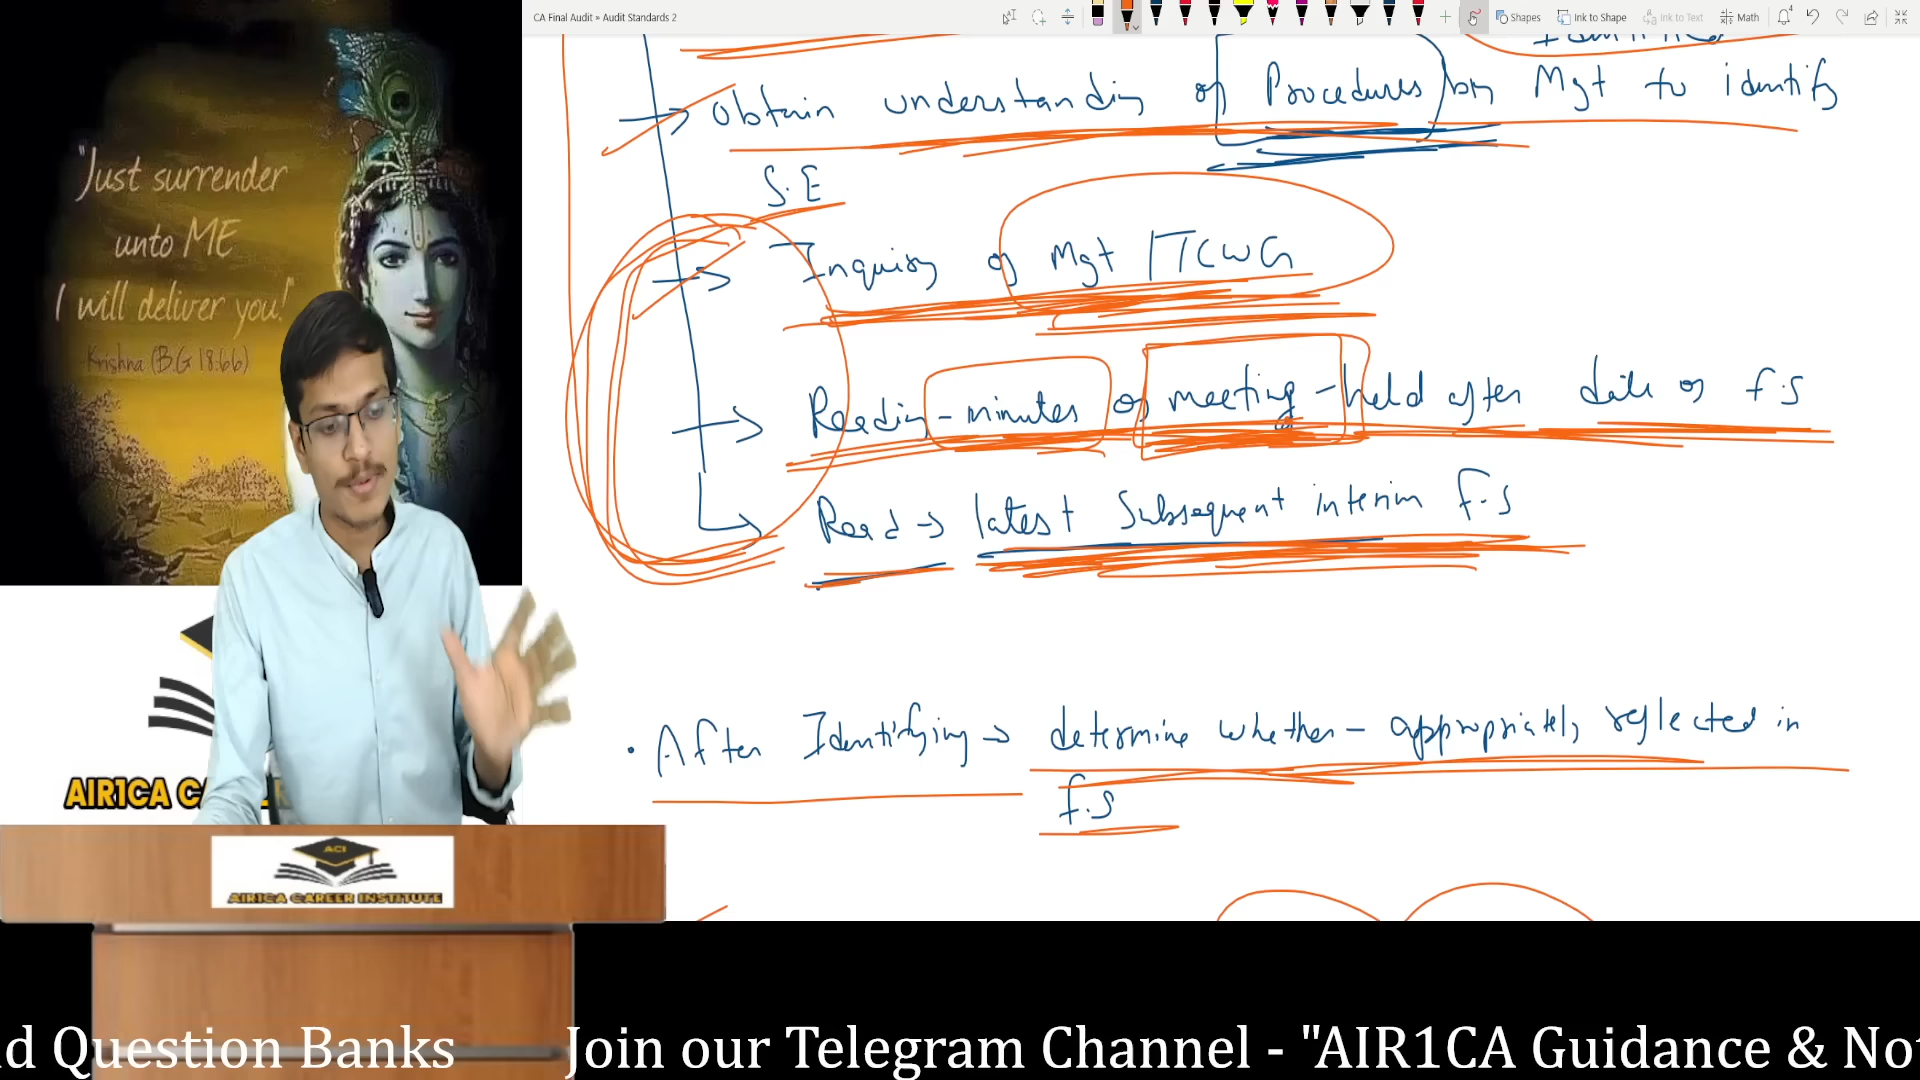 CA Final Audit » Audit Standards 2
Shapes
Ink to Shape
Ink to Text
Math
obtain understanding of Procedures by Mgt to identify
S.E
Inquiry of Mgt / TCWG
Reading - minutes of meeting - held after date of F.S
Read → latest Subsequent interim F.S
• After Identifying → determine whether - appropriately reflected in
f.S
"Just surrender
unto ME
I will deliver you!"
Krishna (B.G 18:66)
AIR1CA C
ACI
AIR1CA CAREER INSTITUTE
d Question Banks Join our Telegram Channel - "AIR1CA Guidance & No